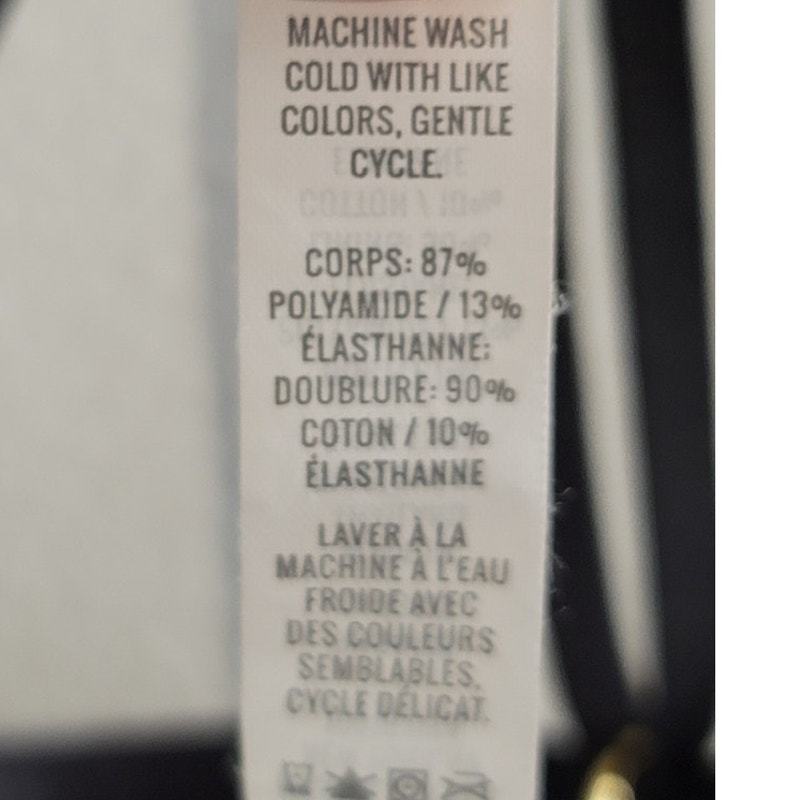 MACHINE WASH
COLD WITH LIKE
COLORS, GENTLE
CYCLE.
CORPS: 87%
POLYAMIDE / 13%
ÉLASTHANNE;
DOUBLURE: 90%
COTON / 10%
ÉLASTHANNE
LAVER À LA
MACHINE À L'EAU
FROIDE AVEC
DES COULEURS
SEMBLABLES,
CYCLE DÉLICAT.